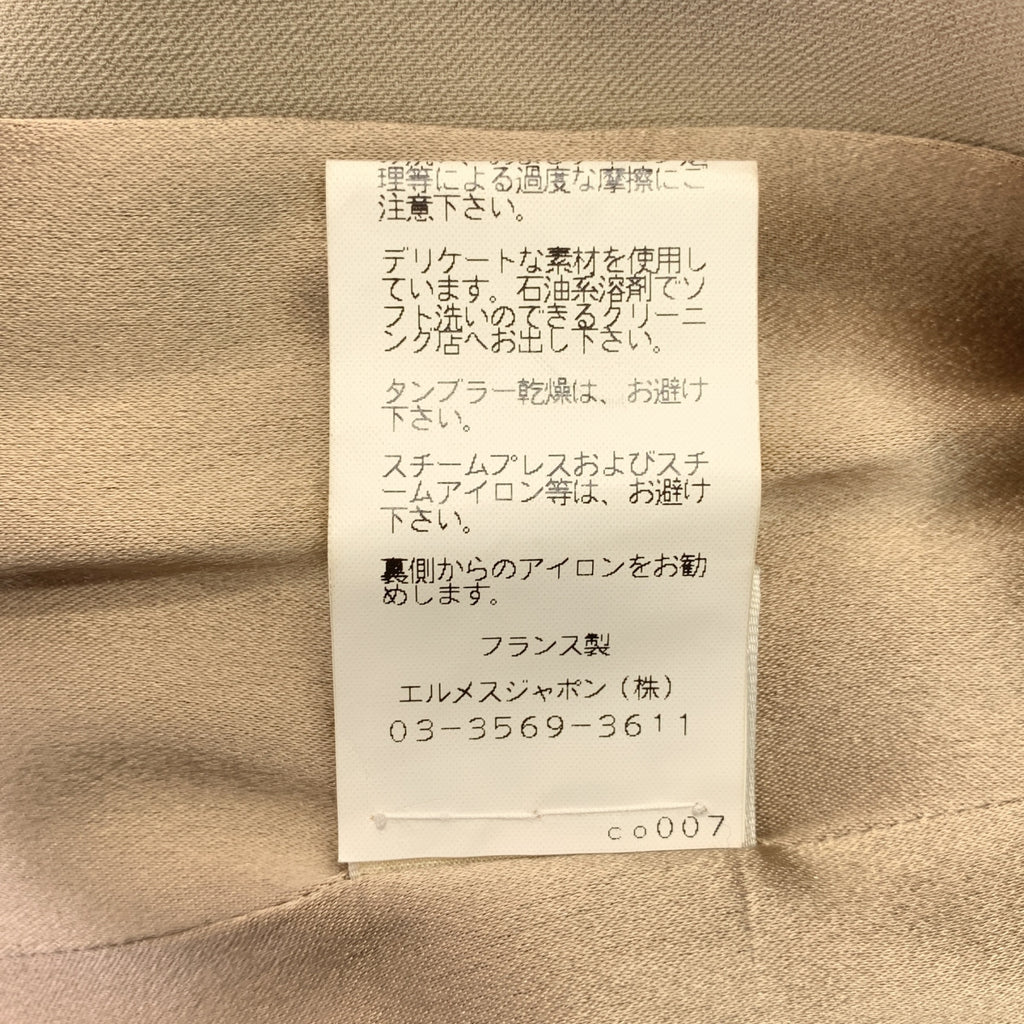 理等による過度な摩擦にご
注意下さい。
デリケートな素材を使用し
ています。石油系溶剤でソ
フト洗いのできるクリーニ
ング店へお出し下さい。
タンブラー乾燥は、お避け
下さい。
スチームプレスおよびスチ
ームアイロン等は、お避け
下さい。
裏側からのアイロンをお勧
めします。
フランス製
エルメスジャポン（株）
03-3569-3611
co007